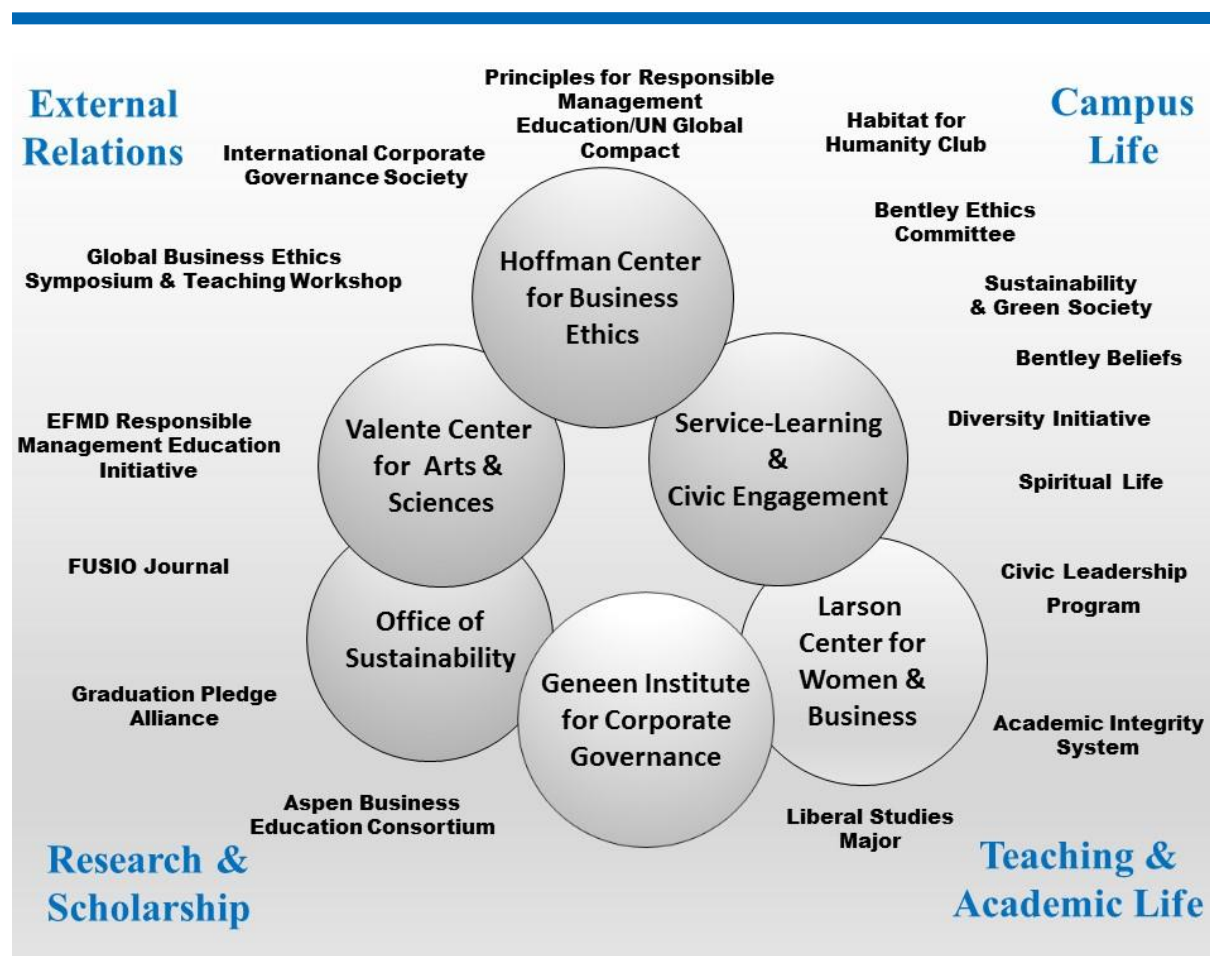 External
Relations
Principles for Responsible
Management
Education/UN Global
Compact
Campus
Life
Habitat for
Humanity Club
International Corporate
Governance Society
Bentley Ethics
Committee
Global Business Ethics
Symposium & Teaching Workshop
Hoffman Center
for Business
Ethics
Sustainability
& Green Society
Bentley Beliefs
EFMD Responsible
Management Education
Initiative
Valente Center
for Arts &
Sciences
Service-Learning
&
Civic Engagement
Diversity Initiative
Spiritual Life
FUSIO Journal
Civic Leadership
Program
Office of
Sustainability
Larson
Center for
Women &
Business
Geneen Institute
for Corporate
Governance
Graduation Pledge
Alliance
Academic Integrity
System
Aspen Business
Education Consortium
Liberal Studies
Major
Research &
Scholarship
Teaching &
Academic Life